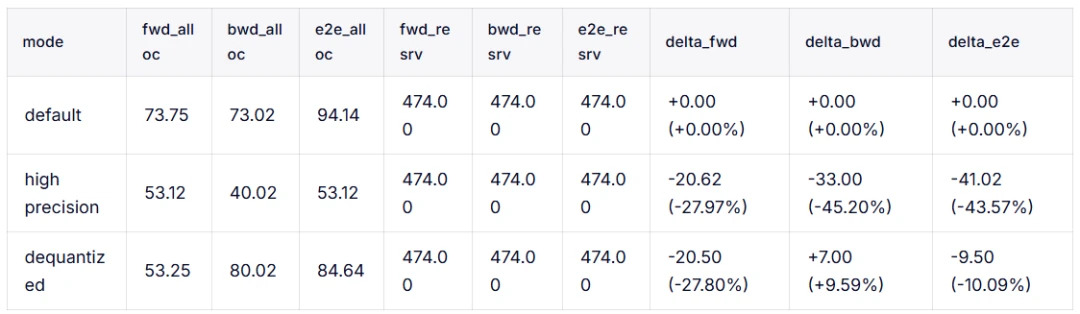 mode fwd_all bwd_all e2e_all fwd_re bwd_re e2e_re delta_fwd delta_bwd delta_e2e
oc oc oc srv srv srv
default 73.75 73.02 94.14 474.0 474.0 474.0 +0.00 +0.00 +0.00
0 0 0 (+0.00%) (+0.00%) (+0.00%)
high 53.12 40.02 53.12 474.0 474.0 474.0 -20.62 -33.00 -41.02
precision 0 0 0 (-27.97%) (-45.20%) (-43.57%)
dequantiz 53.25 80.02 84.64 474.0 474.0 474.0 -20.50 +7.00 -9.50
ed 0 0 0 (-27.80%) (+9.59%) (-10.09%)